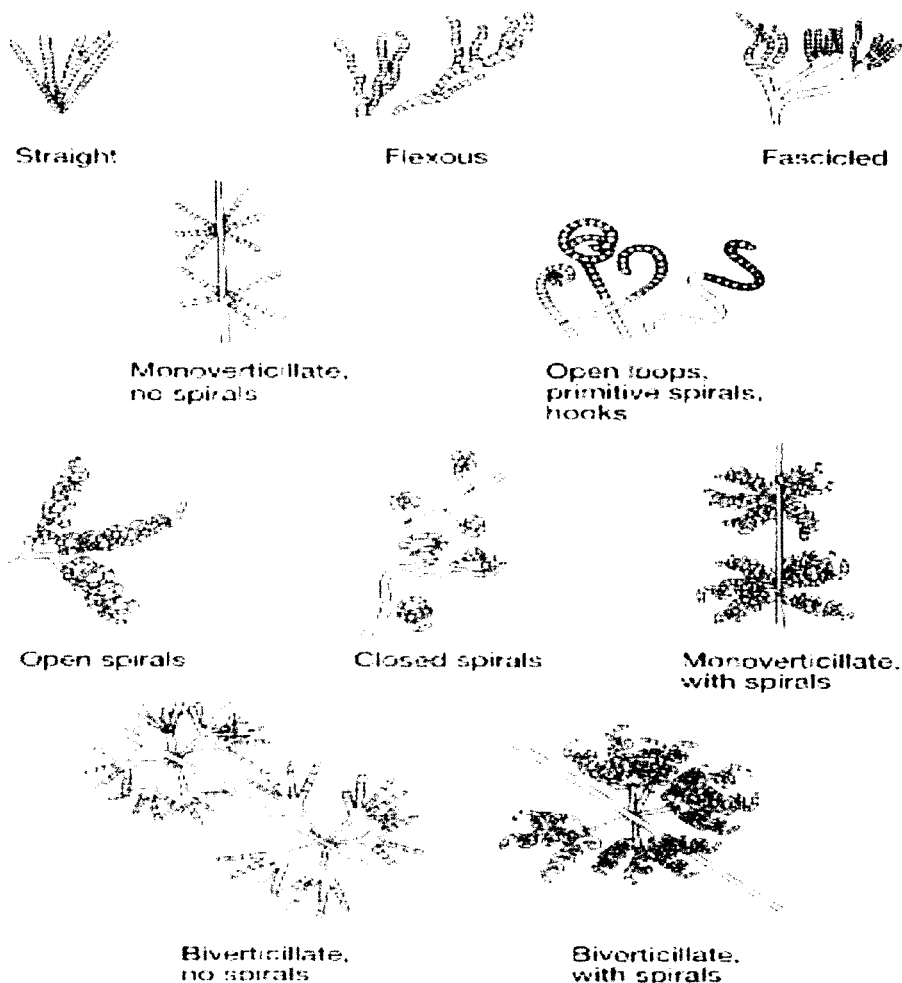 Straight
Flexous
Fascicled
Monoverticillate,
no spirals
Open loops,
primitive spirals,
hooks
Open spirals
Closed spirals
Monoverticillate,
with spirals
Biverticillate,
no spirals
Biverticillate,
with spirals